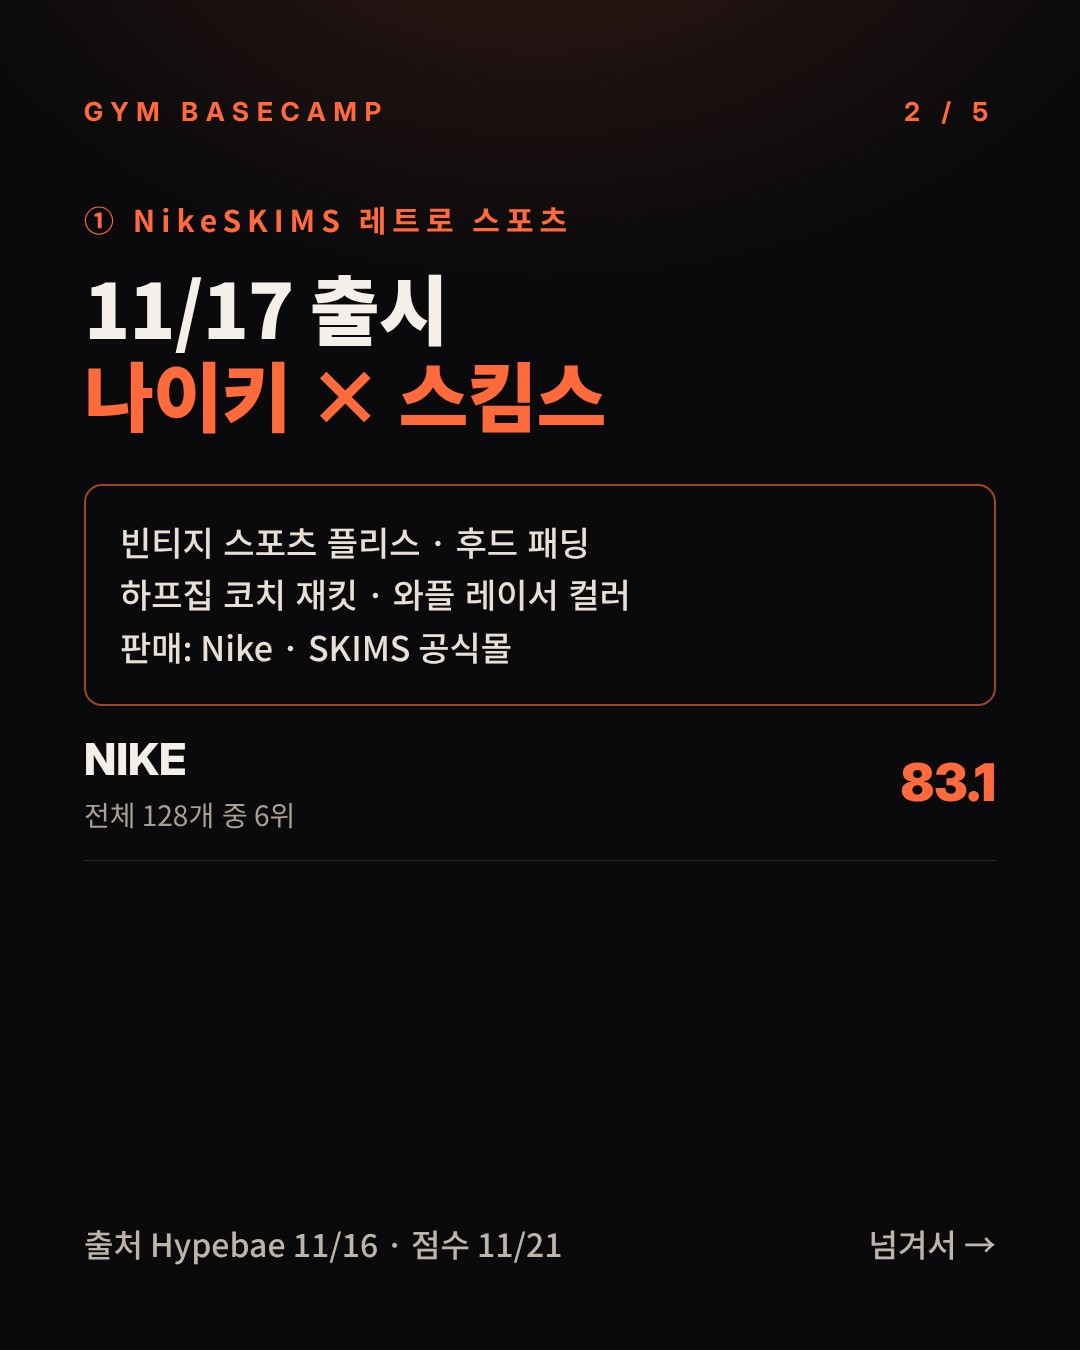 GYM BASECAMP
2 / 5
① NikeSKIMS 레트로 스포츠
11/17 출시
나이키 × 스킴스
빈티지 스포츠 플리스 · 후드 패딩
하프집 코치 재킷 · 와플 레이서 컬러
판매: Nike · SKIMS 공식몰
NIKE
83.1
전체 128개 중 6위
출처 Hypebae 11/16 · 점수 11/21
넘겨서 →